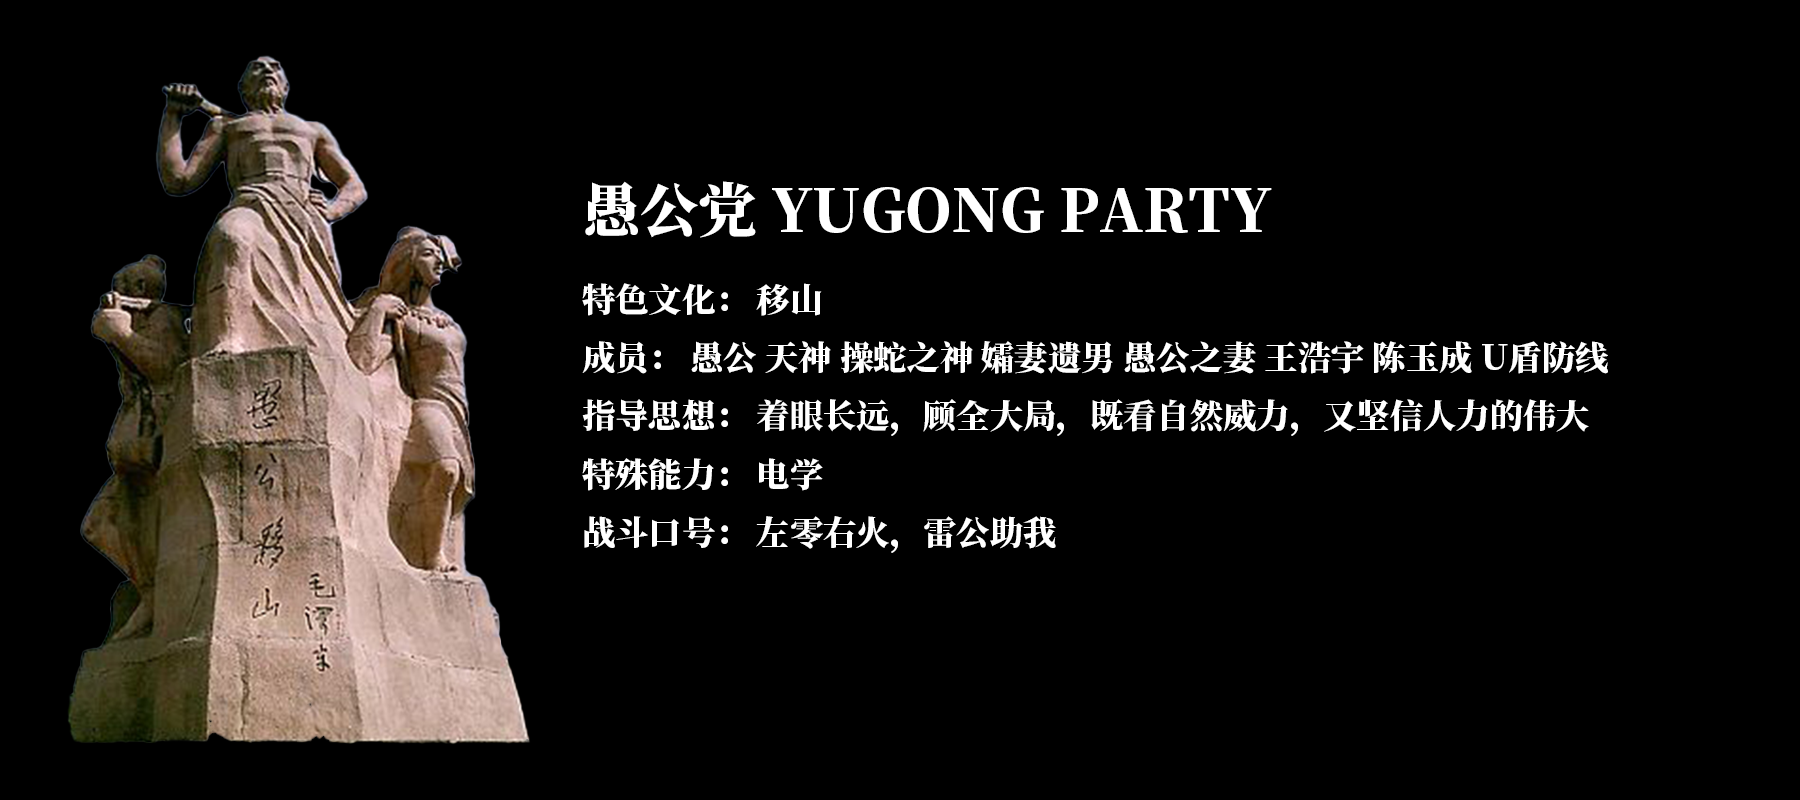 愚公党 YUGONG PARTY
特色文化： 移山
成员： 愚公 天神 操蛇之神 孀妻遗男 愚公之妻 王浩宇 陈玉成 U盾防线
指导思想： 着眼长远，顾全大局，既看自然威力，又坚信人力的伟大
特殊能力： 电学
战斗口号： 左零右火，雷公助我
愚公移山
毛泽东